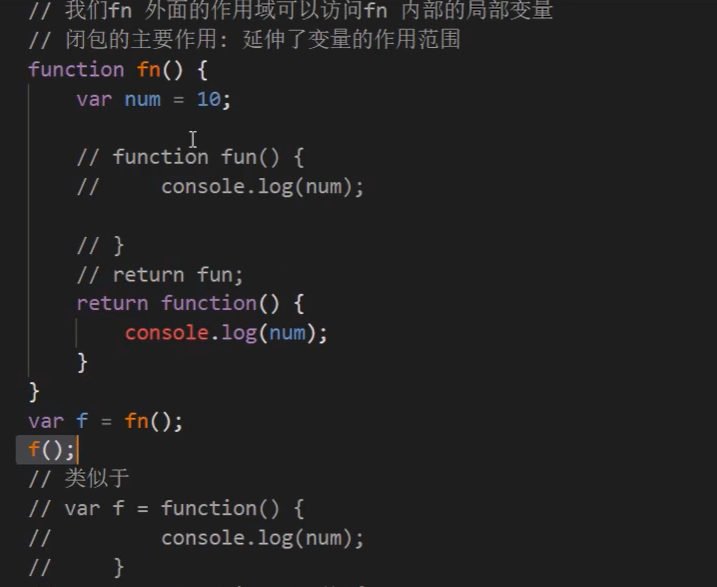 // 我们fn 外面的作用域可以访问fn 内部的局部变量
// 闭包的主要作用: 延伸了变量的作用范围
function fn() {
    var num = 10;

    // function fun() {
    //     console.log(num);

    // }
    // return fun;
    return function() {
        console.log(num);
    }
}
var f = fn();
f();
// 类似于
// var f = function() {
//         console.log(num);
//     }